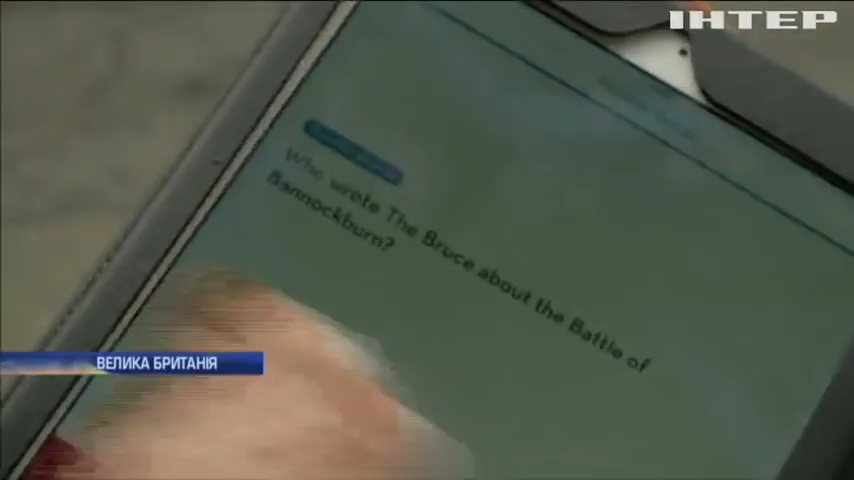 ІНТЕР
Who wrote The Bruce about the Battle of
Bannockburn?
ВЕЛИКА БРИТАНІЯ